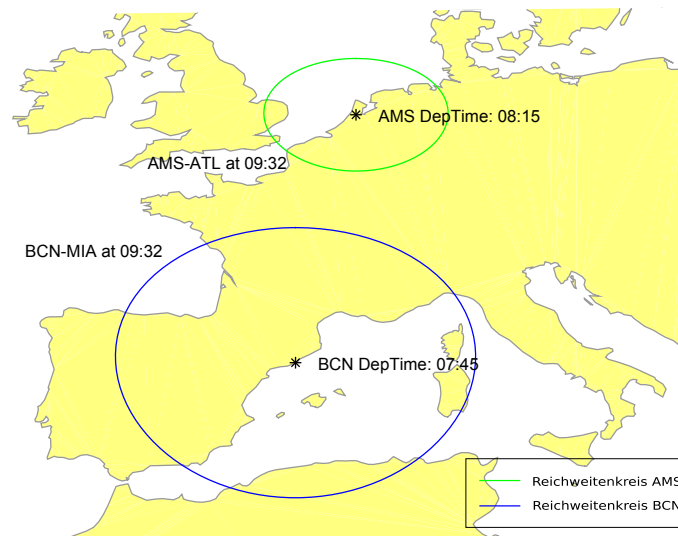 AMS DepTime: 08:15
AMS-ATL at 09:32
BCN-MIA at 09:32
BCN DepTime: 07:45
Reichweitenkreis AMS
Reichweitenkreis BCN